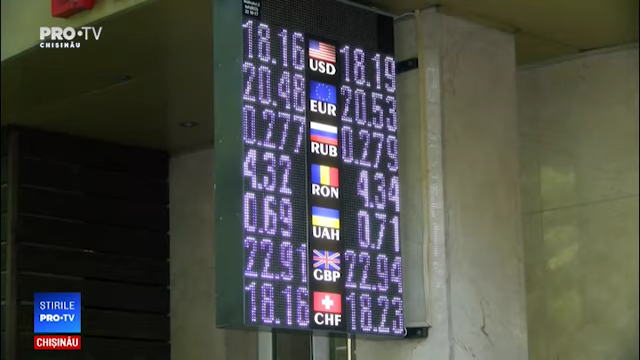 PRO•TV
CHIȘINĂU
18.16 USD 18.19
20.48 EUR 20.53
0.277 RUB 0.279
4.32 RON 4.34
0.69 UAH 0.71
22.91 GBP 22.94
18.16 CHF 18.23
ȘTIRILE
PRO•TV
CHIȘINĂU